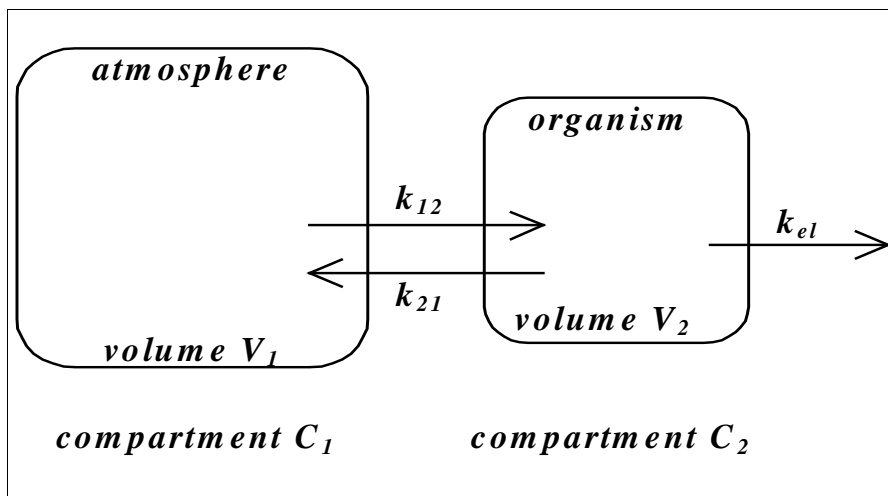 atmosphere
organism
k12
kel
k21
volume V2
volume V1
compartment C1
compartment C2